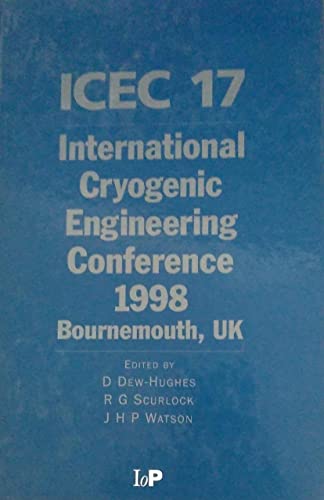 ICEC 17
International
Cryogenic
Engineering
Conference
1998
Bournemouth, UK
EDITED BY
D DEW-HUGHES
R G SCURLOCK
J H P WATSON
IoP